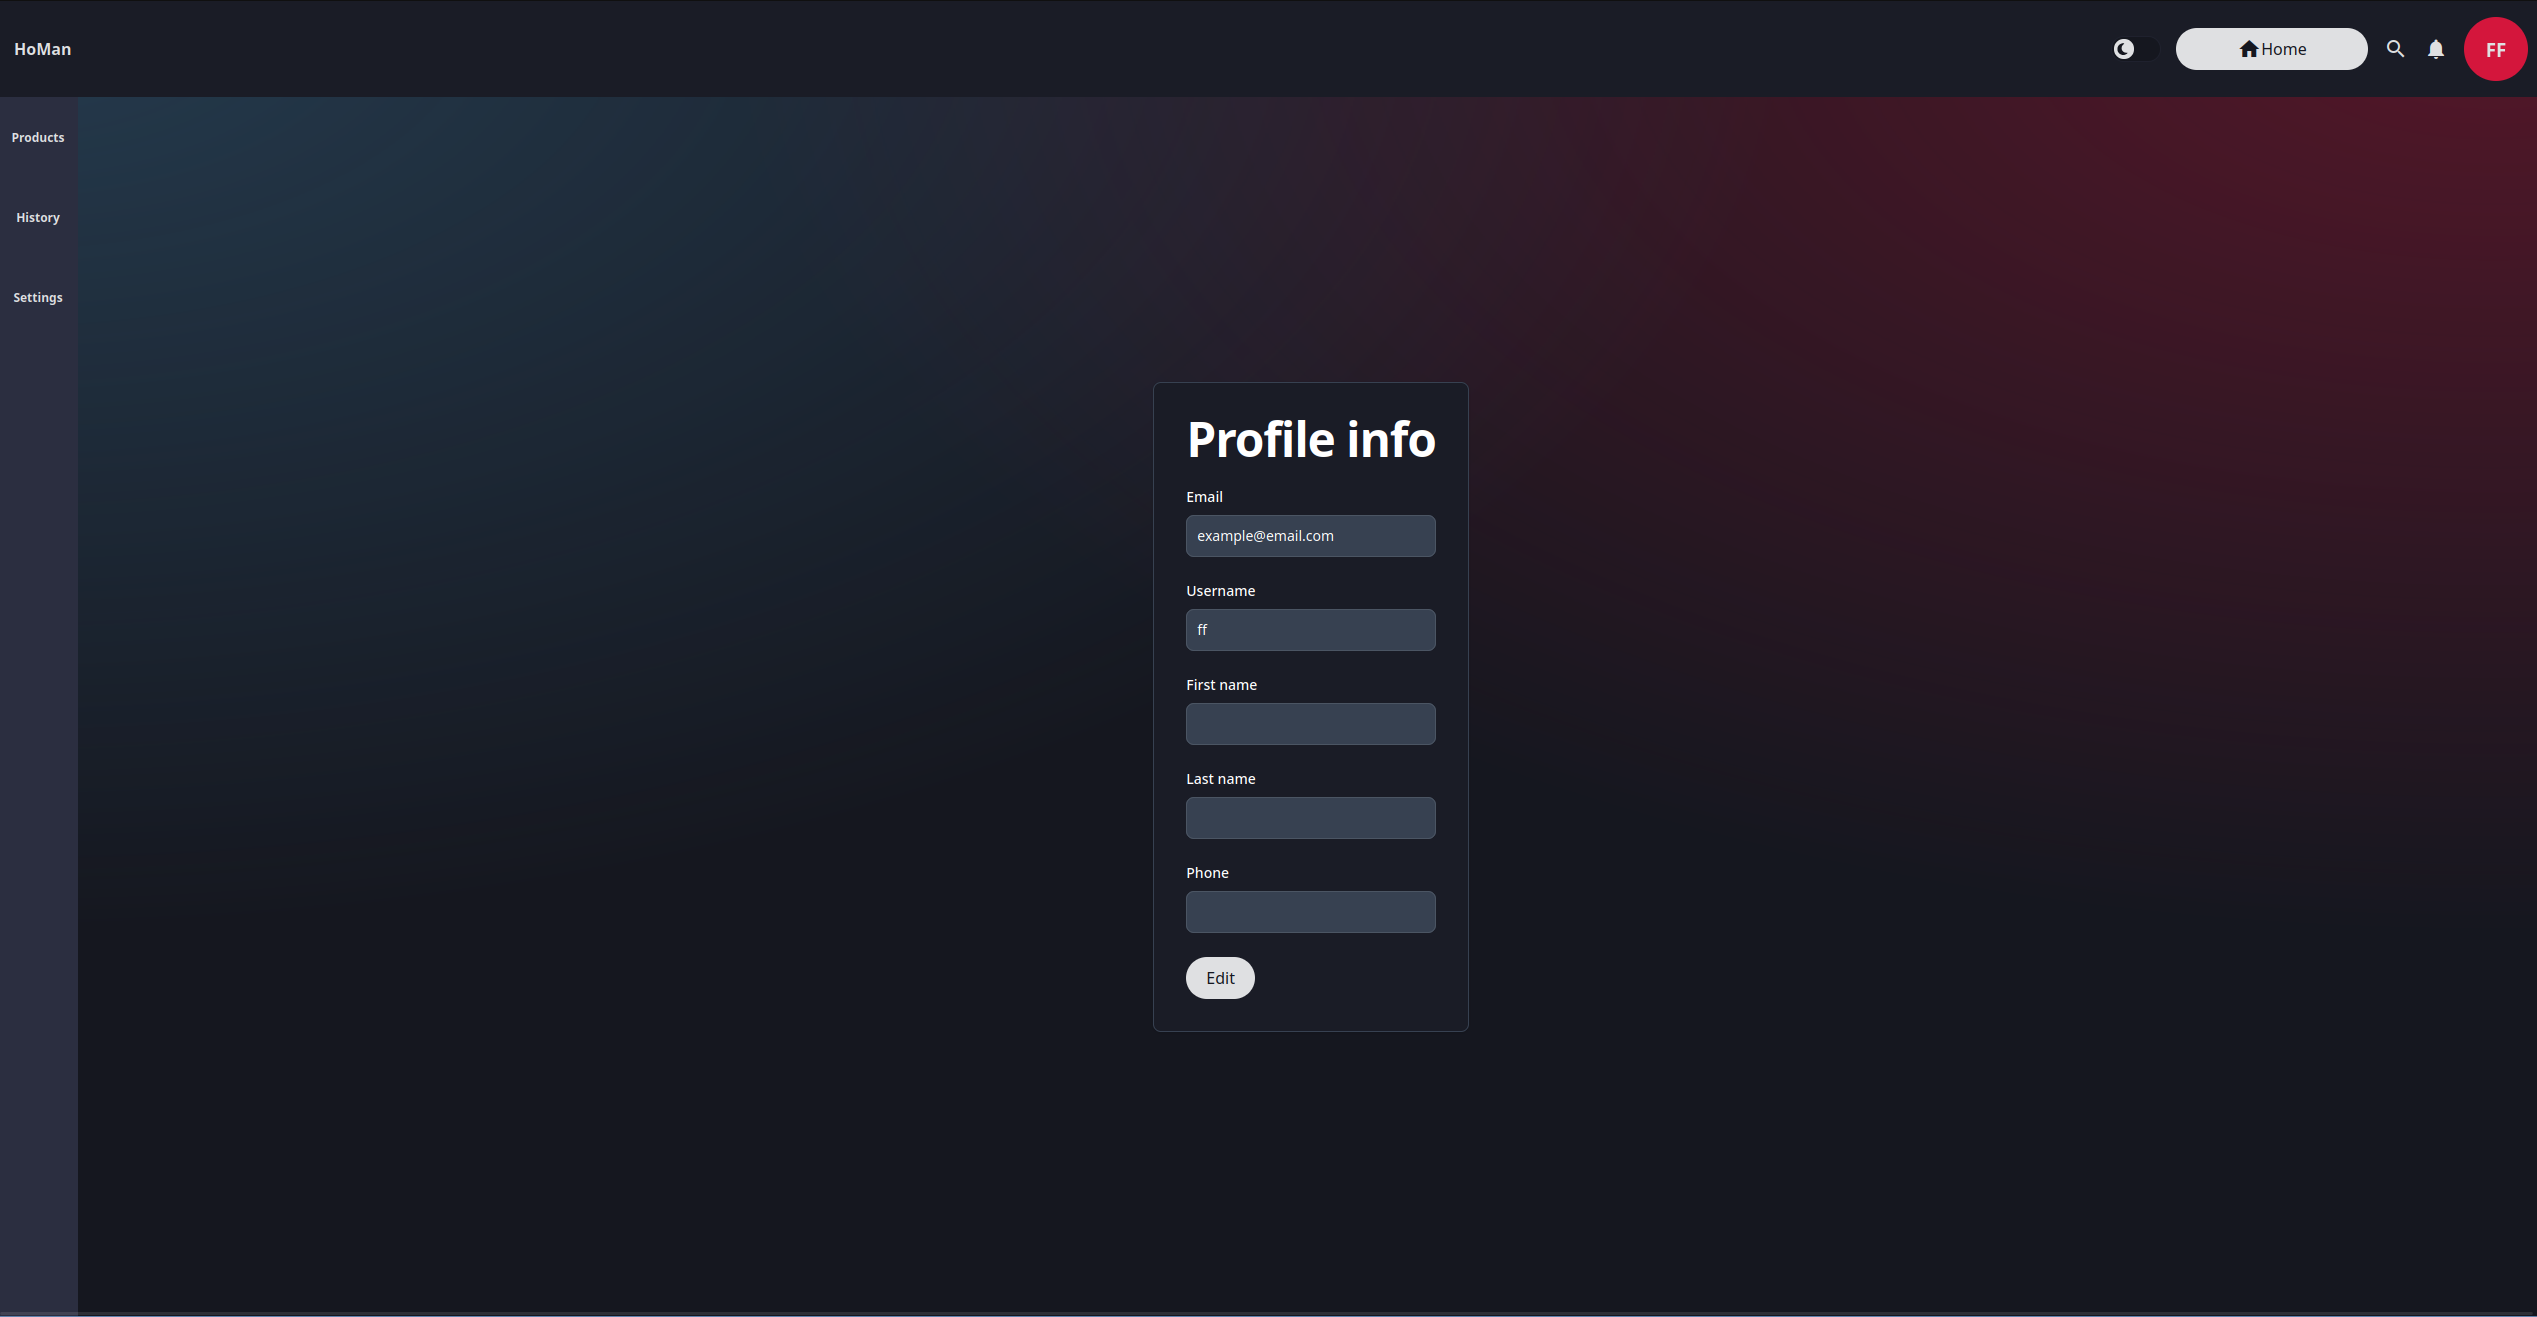 HoMan
Home
FF
Products
History
Settings
Profile info
Email
example@email.com
Username
ff
First name
Last name
Phone
Edit